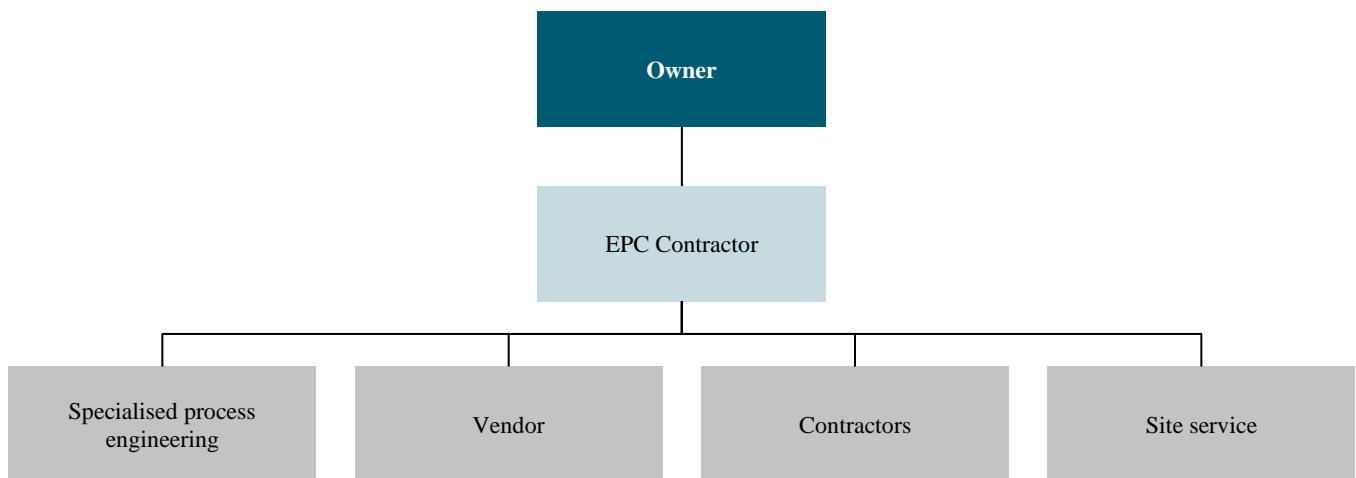 Owner
EPC Contractor
Specialised process
engineering
Vendor
Contractors
Site service